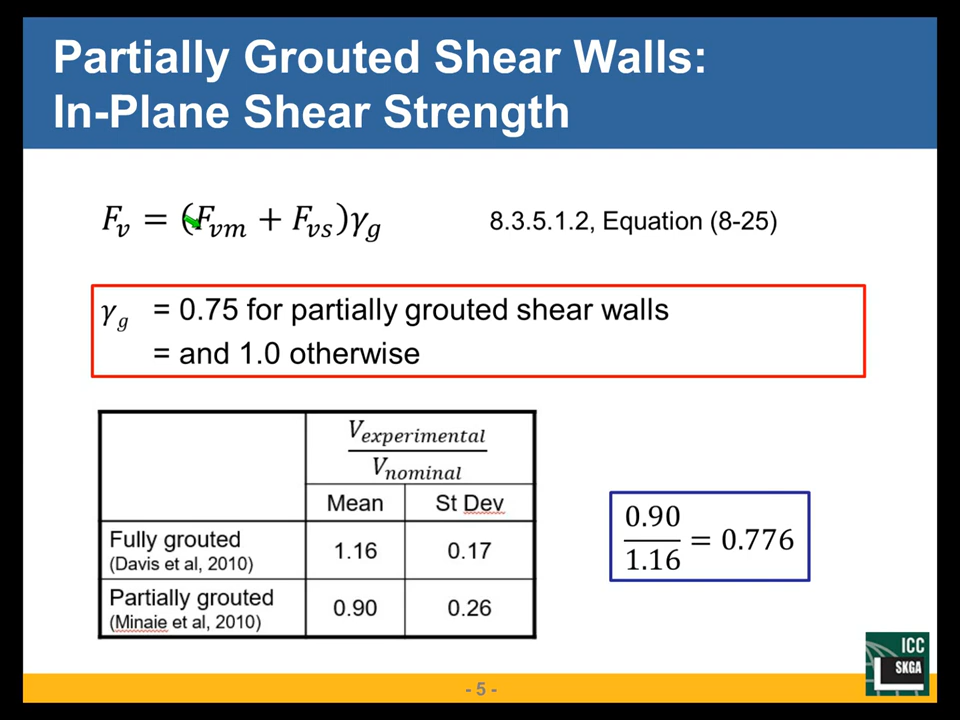 Partially Grouted Shear Walls:
In-Plane Shear Strength
F_v = (F_vm + F_vs)γ_g 8.3.5.1.2, Equation (8-25)
γ_g = 0.75 for partially grouted shear walls
= and 1.0 otherwise
V_experimental / V_nominal
Mean St Dev
Fully grouted
(Davis et al, 2010)
1.16 0.17
Partially grouted
(Minaie et al, 2010)
0.90 0.26
0.90 / 1.16 = 0.776
ICC
SKGA
- 5 -